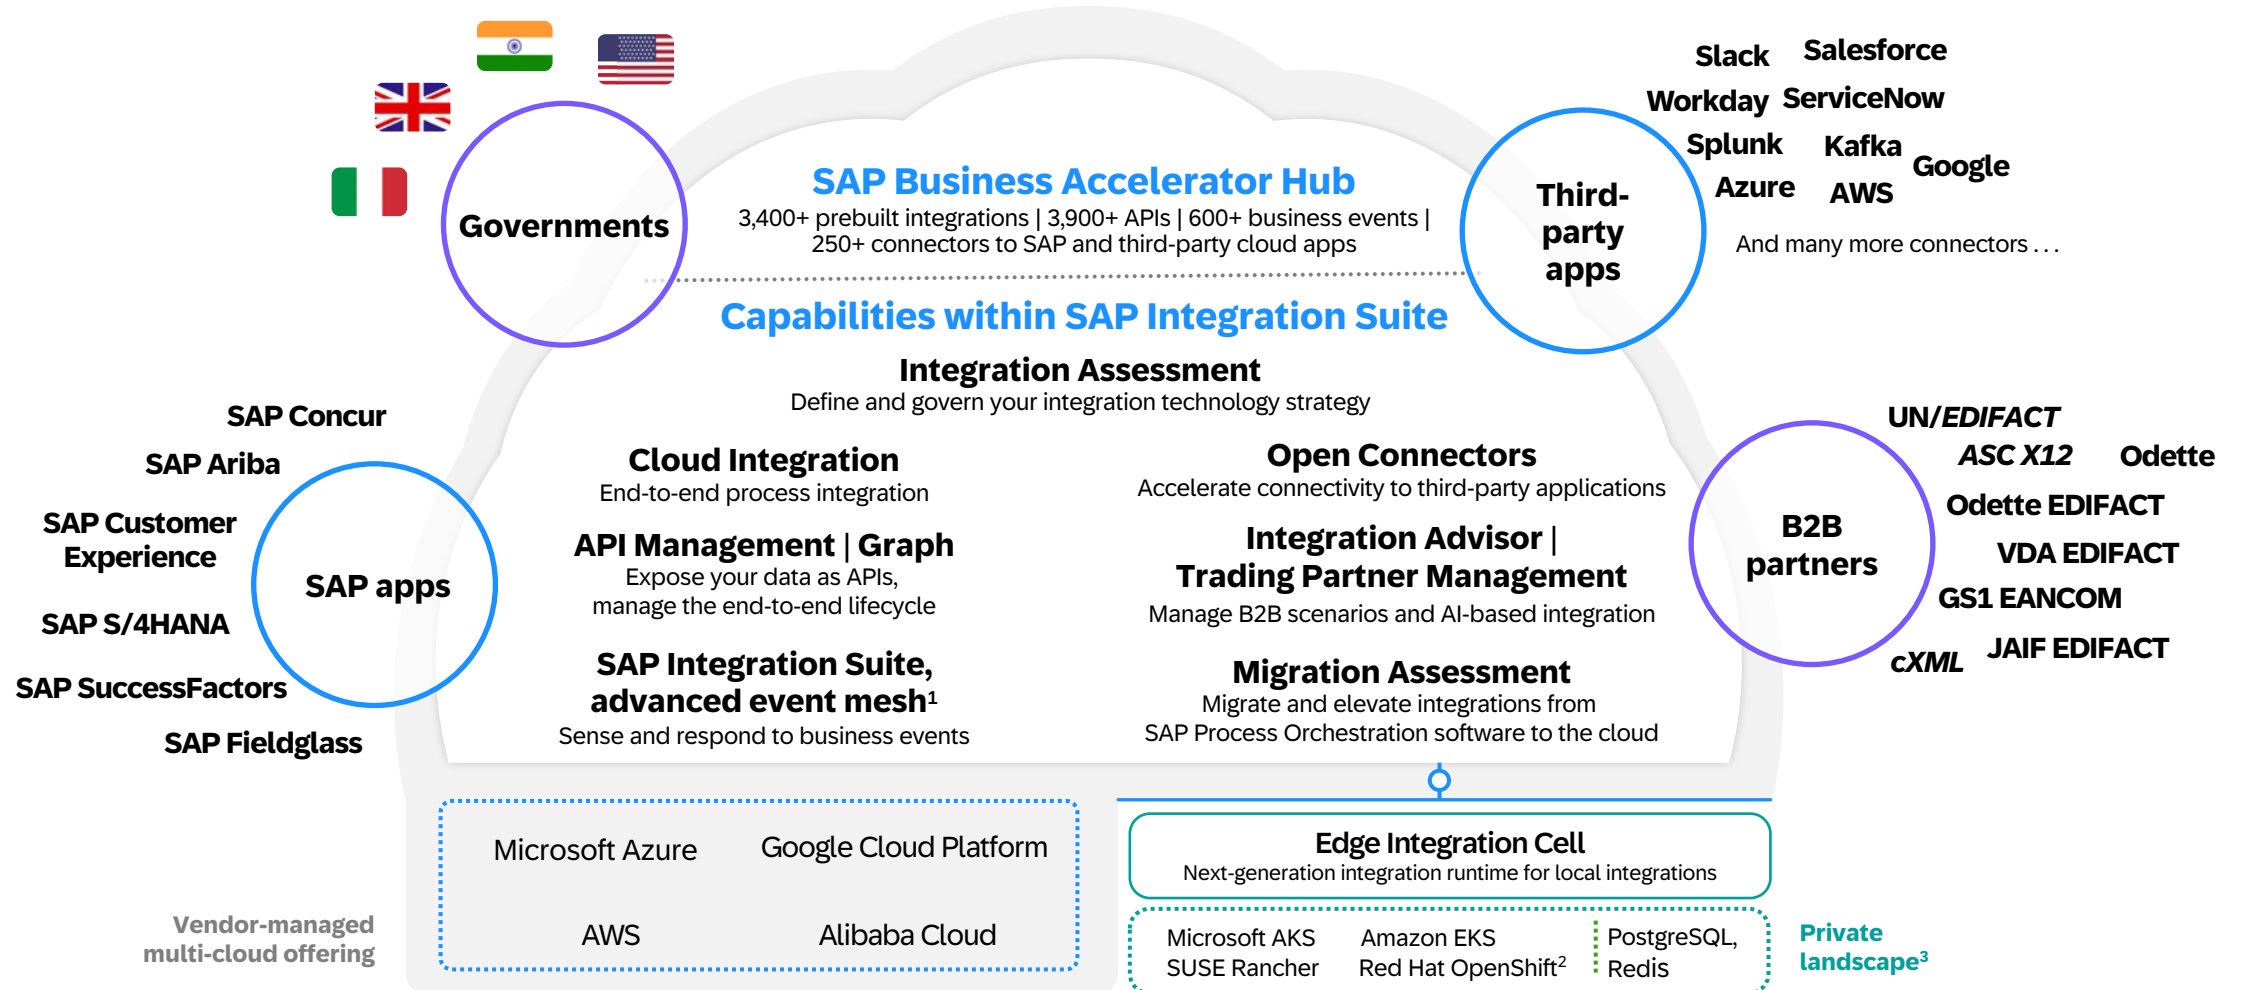 Governments
SAP Business Accelerator Hub
3,400+ prebuilt integrations | 3,900+ APIs | 600+ business events |
250+ connectors to SAP and third-party cloud apps
Third-
party
apps
Slack
Salesforce
Workday
ServiceNow
Splunk
Kafka
Google
Azure
AWS
And many more connectors ...
Capabilities within SAP Integration Suite
Integration Assessment
Define and govern your integration technology strategy
SAP Concur
SAP Ariba
SAP Customer
Experience
SAP S/4HANA
SAP SuccessFactors
SAP Fieldglass
SAP apps
Cloud Integration
End-to-end process integration
API Management | Graph
Expose your data as APIs,
manage the end-to-end lifecycle
SAP Integration Suite,
advanced event mesh¹
Sense and respond to business events
Open Connectors
Accelerate connectivity to third-party applications
Integration Advisor |
Trading Partner Management
Manage B2B scenarios and AI-based integration
Migration Assessment
Migrate and elevate integrations from
SAP Process Orchestration software to the cloud
B2B
partners
UN/EDIFACT
ASC X12
Odette
Odette EDIFACT
VDA EDIFACT
GS1 EANCOM
JAIF EDIFACT
cXML
Vendor-managed
multi-cloud offering
Microsoft Azure
Google Cloud Platform
AWS
Alibaba Cloud
Edge Integration Cell
Next-generation integration runtime for local integrations
Microsoft AKS
SUSE Rancher
Amazon EKS
Red Hat OpenShift²
PostgreSQL,
Redis
Private
landscape³